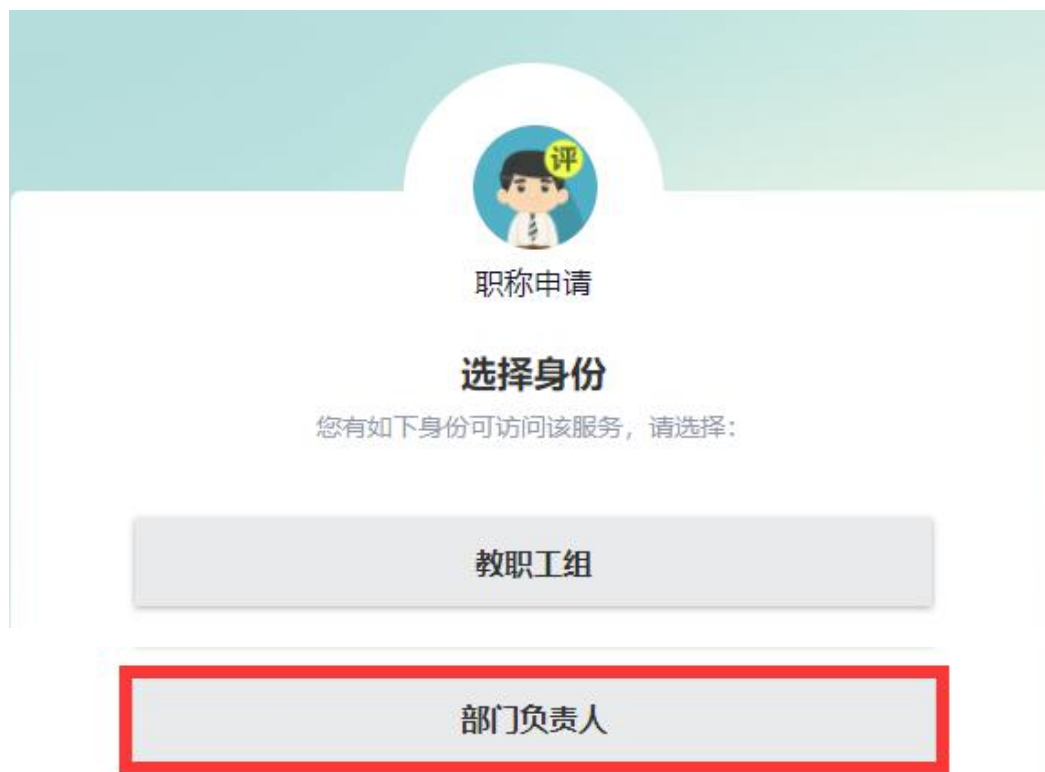 评
职称申请
选择身份
您有如下身份可访问该服务，请选择：
教职工组
部门负责人